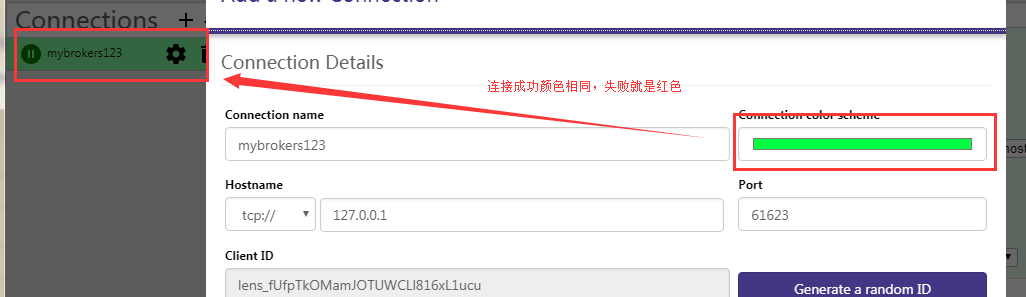 Connections +
Add a new Connection
mybrokers123
Connection Details
连接成功颜色相同，失败就是红色
Connection name
Connection color scheme
mybrokers123
Hostname
Port
tcp://
127.0.0.1
61623
Client ID
lens_fUfpTkOMamJOTUWCLl816xL1ucu
Generate a random ID